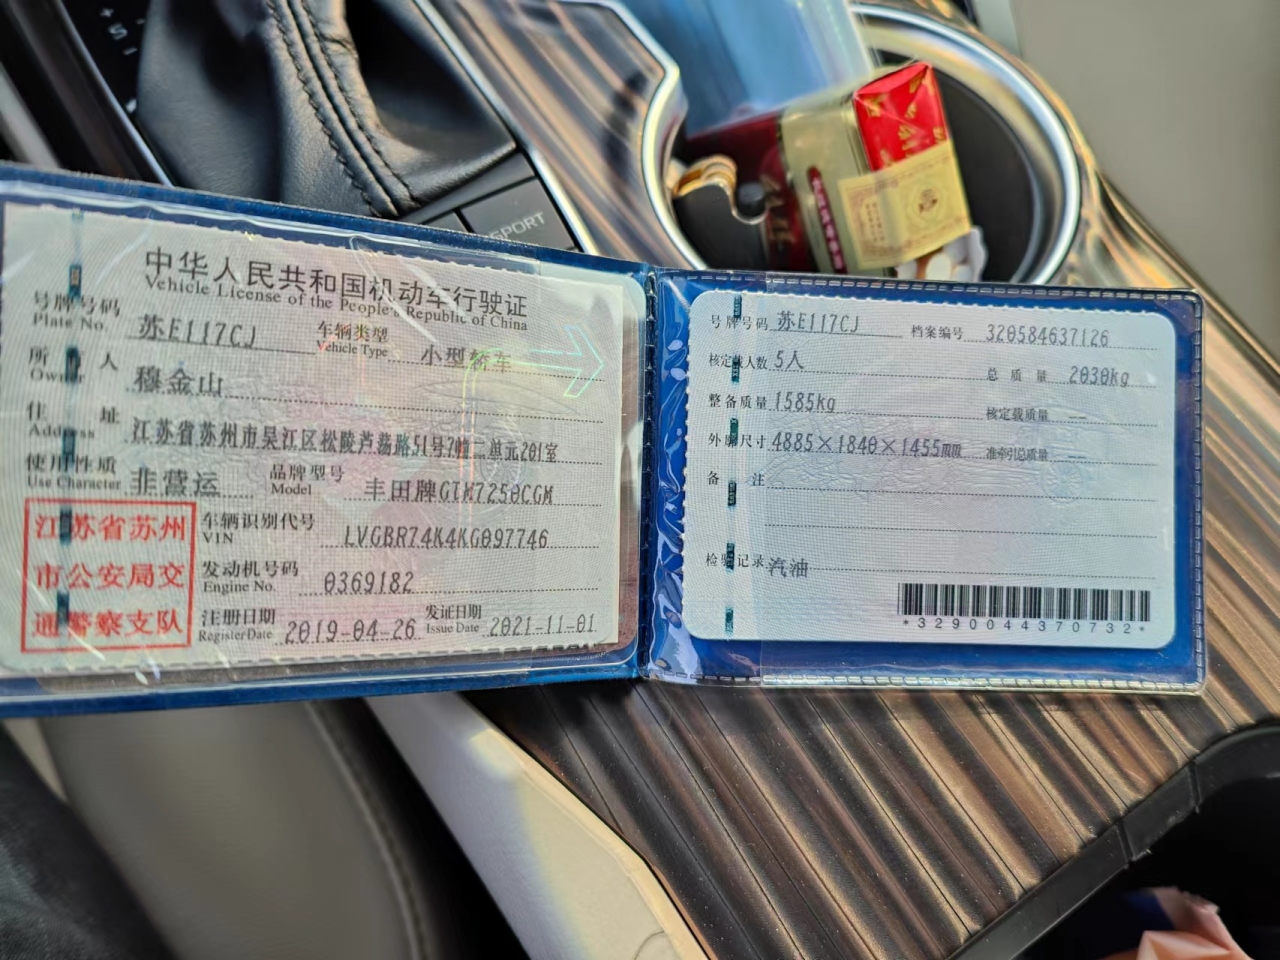 SPORT
中华人民共和国机动车行驶证
Vehicle License of the People's Republic of China
号牌号码 苏E117CJ 车辆类型 小型轿车
Plate No. Vehicle Type
所 有 人 穆金山
Owner
住 址 江苏省苏州市吴江区松陵芦荡路51号7幢二单元201室
Address
使用性质 非营运 品牌型号 丰田牌GTM7250CGM
Use Character Model
江苏省苏州
市公安局交
通警察支队
车辆识别代号 LVGBR74K4KG097746
VIN
发动机号码 0369182
Engine No.
注册日期 2019-04-26 发证日期 2021-11-01
Register Date Issue Date
号牌号码 苏E117CJ 档案编号 320584637126
核定载人数 5人 总 质 量 2030kg
整备质量 1585kg 核定载质量 --
外廓尺寸 4885×1840×1455mm 准牵引总质量 --
备 注
检验记录 汽油
*3290044370732*